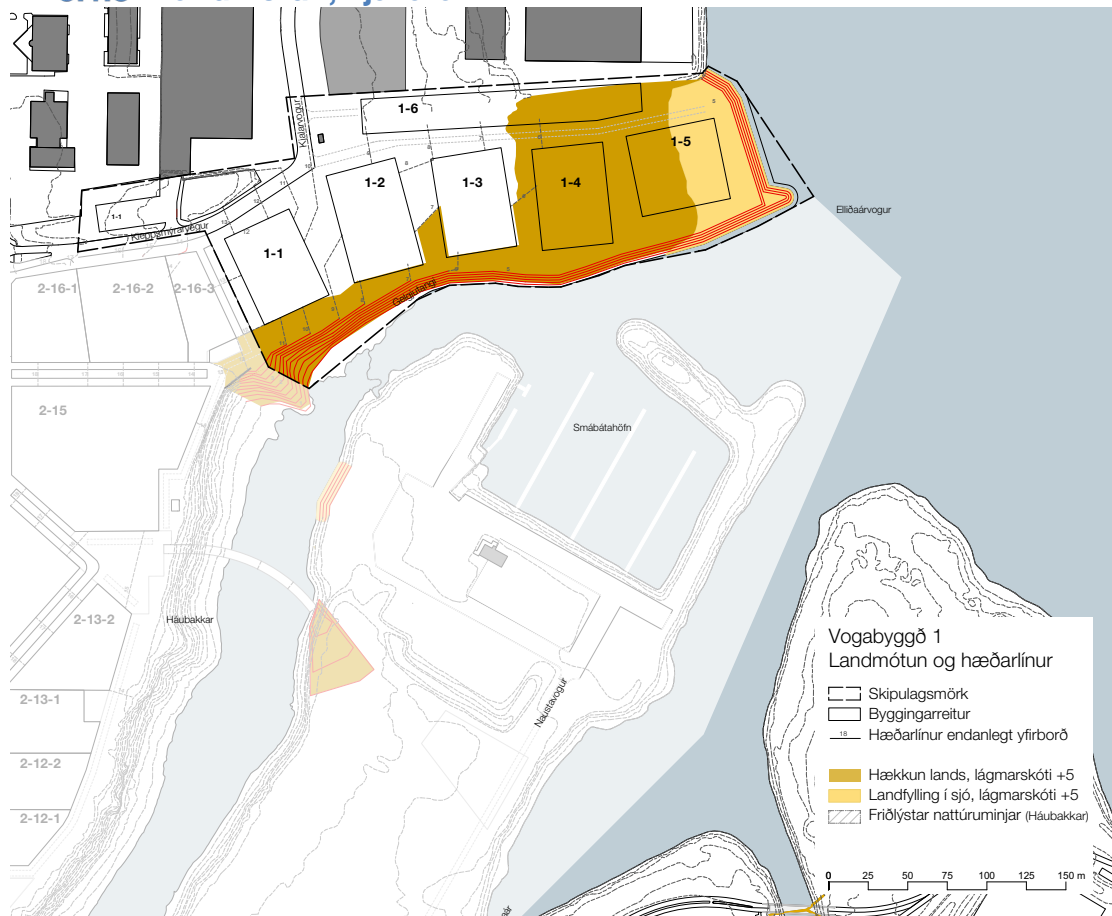 1-6
Kjalarvogur
1-5
1-2
1-3
1-4
1-1
Elliðaárvogur
Kleppsmýrarvegur
1-1
Gelgjutangi
2-16-1
2-16-2
2-16-3
2-15
Smábátahöfn
2-13-2
Háubakkar
2-13-1
Naustavogur
2-12-2
2-12-1
Vogabyggð 1
Landmótun og hæðarlínur
Skipulagsmörk
Byggingarreitur
18 Hæðarlínur endanlegt yfirborð
Hækkun lands, lágmarskóti +5
Landfylling í sjó, lágmarskóti +5
Friðlýstar nattúruminjar (Háubakkar)
0 25 50 75 100 125 150 m